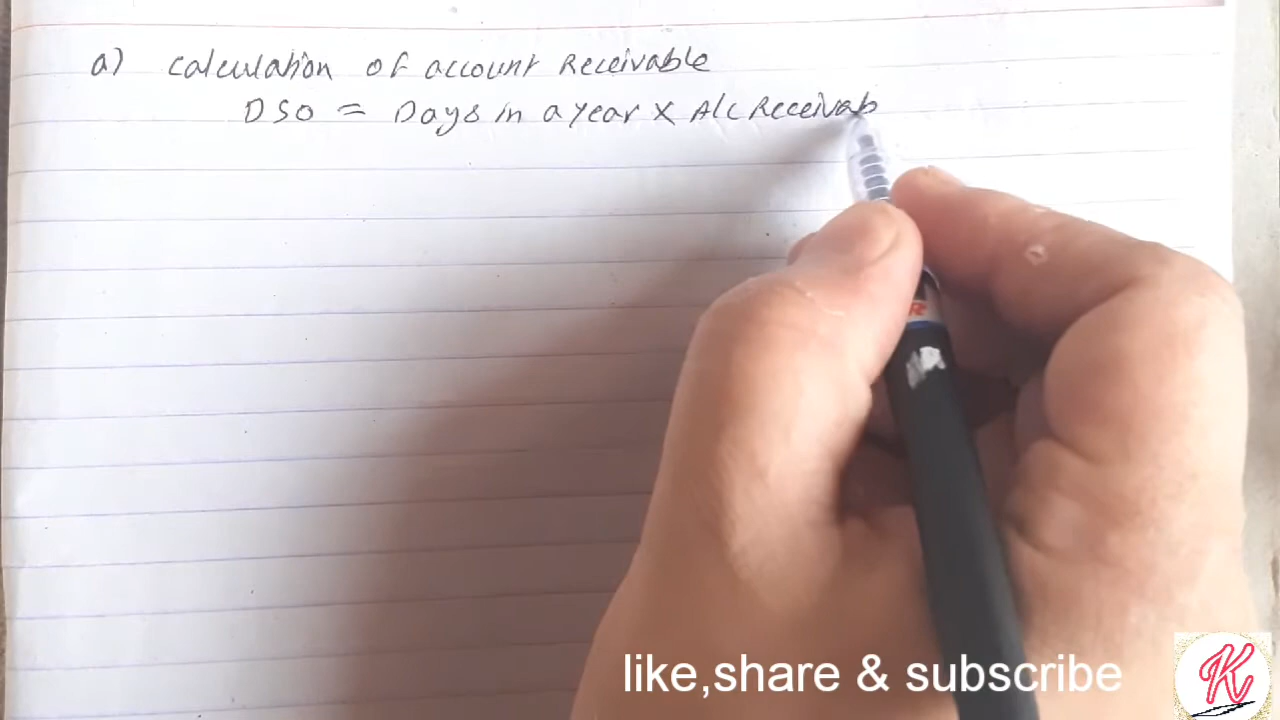 a) Calculation of account Receivable
DSO = Days in a year X A/c Receivab
like,share & subscribe
K